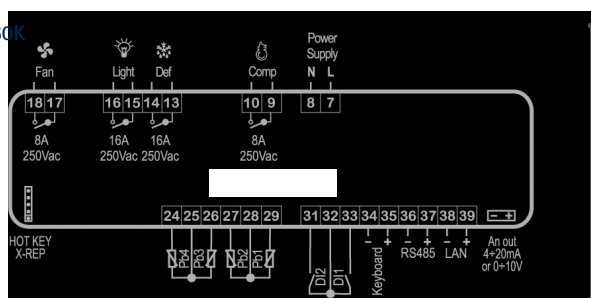 SOK
Power
Supply
Fan Light Def Comp N L
18 17 16 15 14 13 10 9 8 7
8A 16A 16A 8A
250Vac 250Vac 250Vac 250Vac
24 25 26 27 28 29 31 32 33 34 35 36 37 38 39 - +
HOT KEY
X-REP
Pb4 Pb3 Pb2 Pb1
DI2 DI1
- + - + - +
Keyboard RS485 LAN
An out
4÷20mA
or 0÷10V